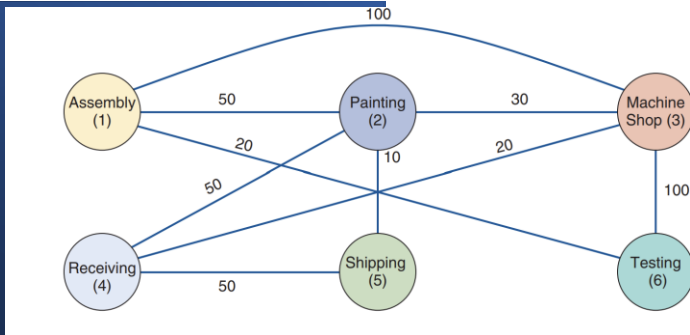 100
Assembly
(1)
50
Painting
(2)
30
Machine
Shop (3)
20
10
20
50
100
Receiving
(4)
50
Shipping
(5)
Testing
(6)